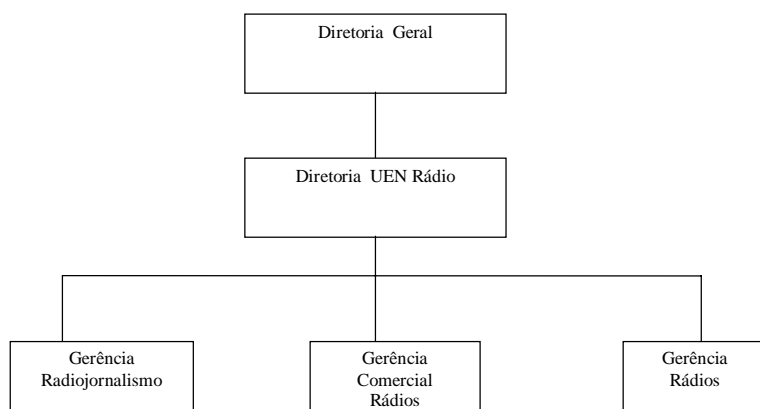 Diretoria Geral
Diretoria UEN Rádio
Gerência
Radiojornalismo
Gerência
Comercial
Rádios
Gerência
Rádios